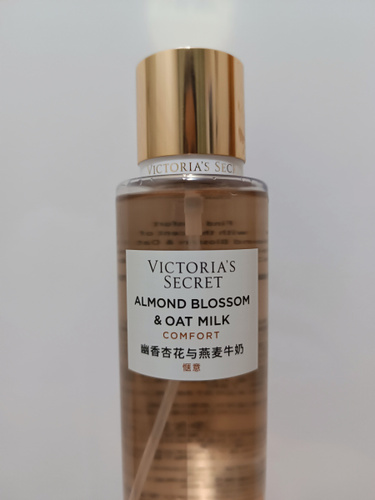 VICTORIA'S SEC
VICTORIA'S
SECRET
ALMOND BLOSSOM
& OAT MILK
COMFORT
幽香杏花与燕麦牛奶
惬意